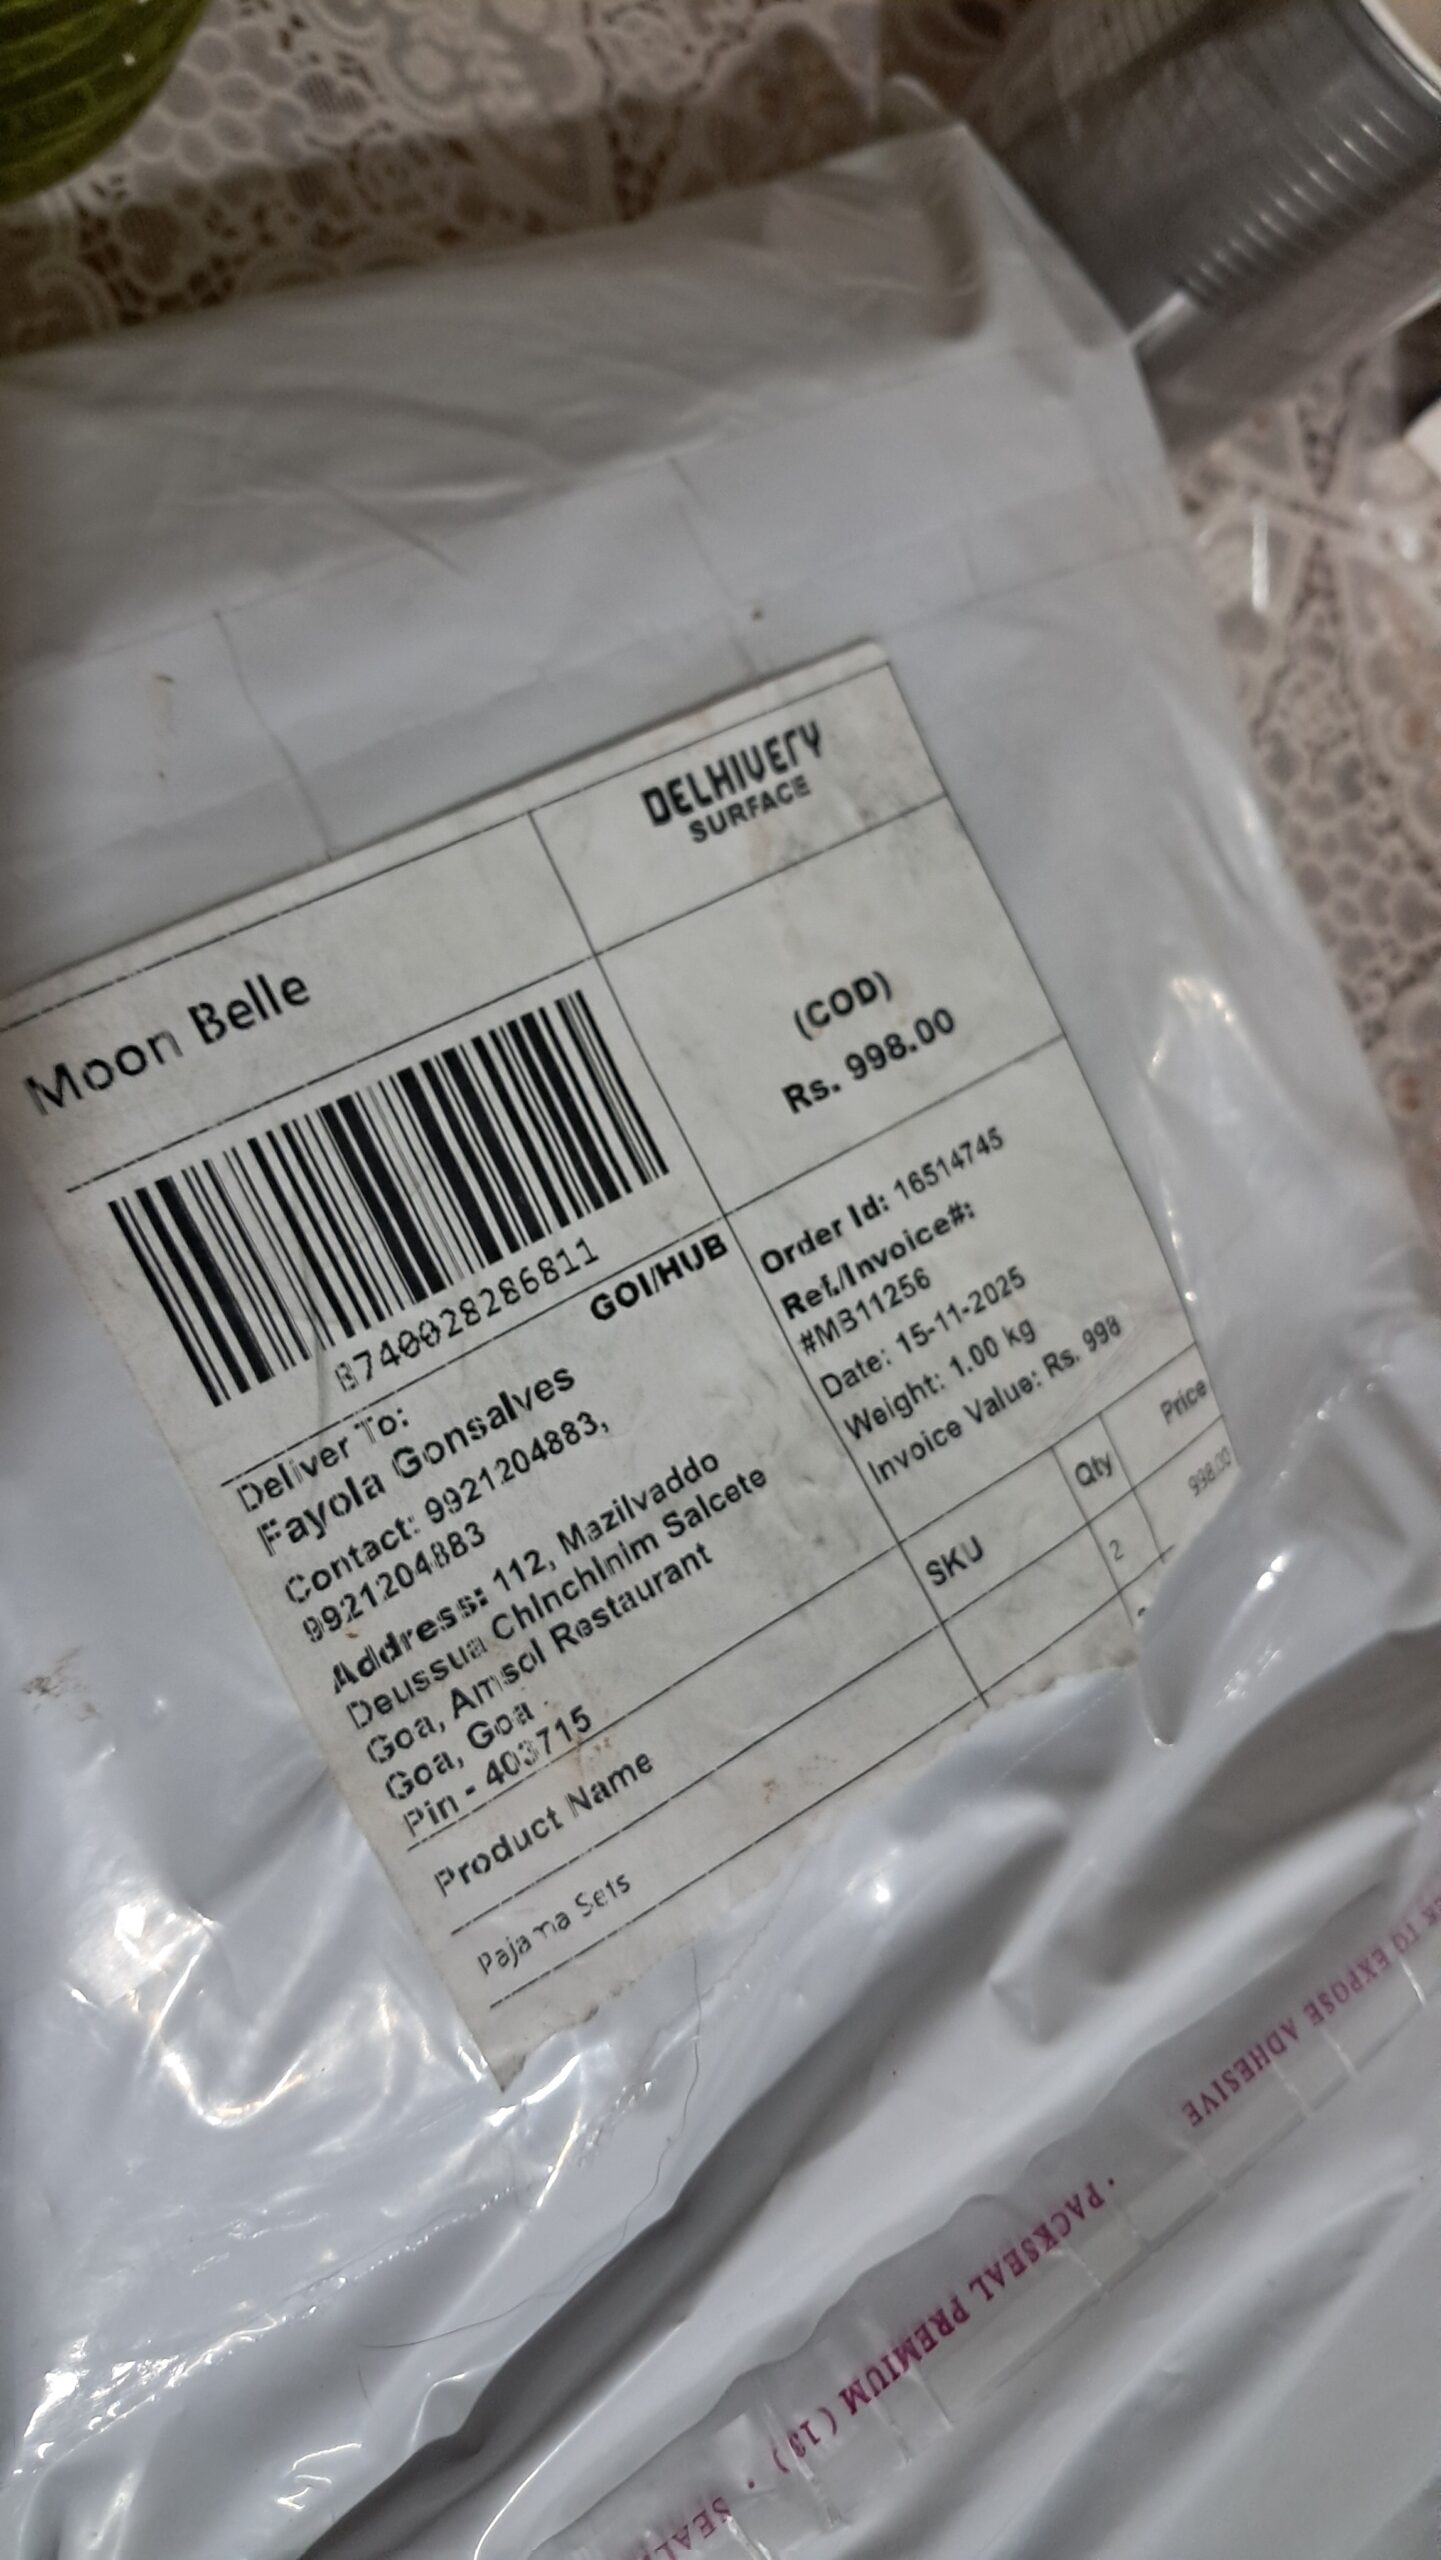 Moon Belle
DELHIVERY
SURFACE
B740028286811
(COD)
Rs. 998.00
GOI/HUB
Deliver To:
Fayola Gonsalves
Contact: 9921204883,
9921204883
Address: 112, Mazilvaddo
Deussua Chinchinim Salcete
Goa, Amsol Restaurant
Goa, Goa
Pin - 403715
Order Id: 16514745
Ref./Invoice#:
#MB11256
Date: 15-11-2025
Weight: 1.00 kg
Invoice Value: Rs. 998
Product Name SKU Qty Price
Pajama Sets 2 998.00
TO EXPOSE ADHESIVE
· PACKSEAL PREMIUM (13) ·